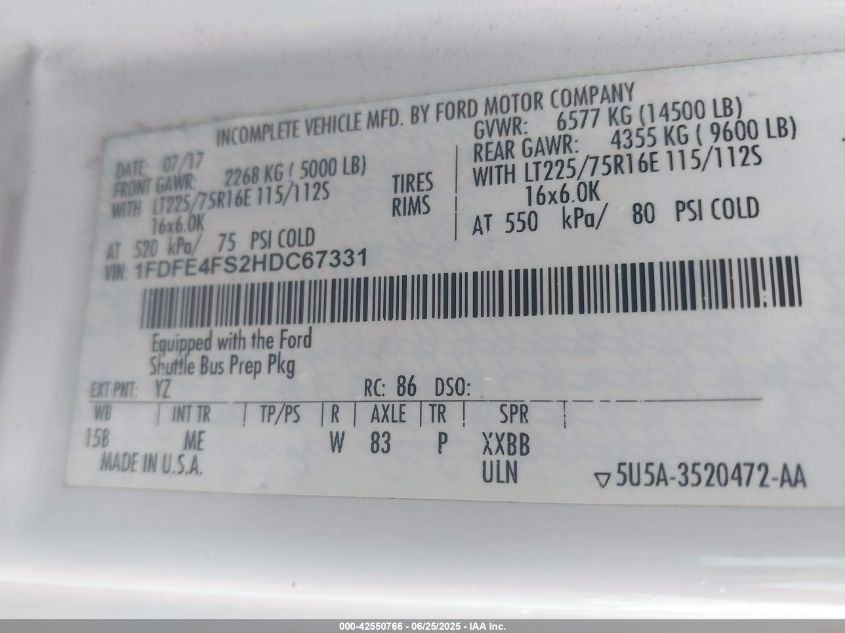 INCOMPLETE VEHICLE MFD. BY FORD MOTOR COMPANY
DATE: 07/17
FRONT GAWR: 2268 KG ( 5000 LB)
WITH LT225/75R16E 115/112S
16x6.0K
AT 520 kPa/ 75 PSI COLD
TIRES
RIMS
GVWR: 6577 KG (14500 LB)
REAR GAWR: 4355 KG ( 9600 LB)
WITH LT225/75R16E 115/112S
16x6.0K
AT 550 kPa/ 80 PSI COLD
VIN: 1FDFE4FS2HDC67331
Equipped with the Ford
Shuttle Bus Prep Pkg
EXT PNT: YZ RC: 86 DSO:
WB | INT TR | TP/PS | R | AXLE | TR | SPR
158 ME W 83 P XXBB
MADE IN U.S.A. ULN ▽5U5A-3520472-AA
000-42550766 - 06/25/2025 - IAA Inc.